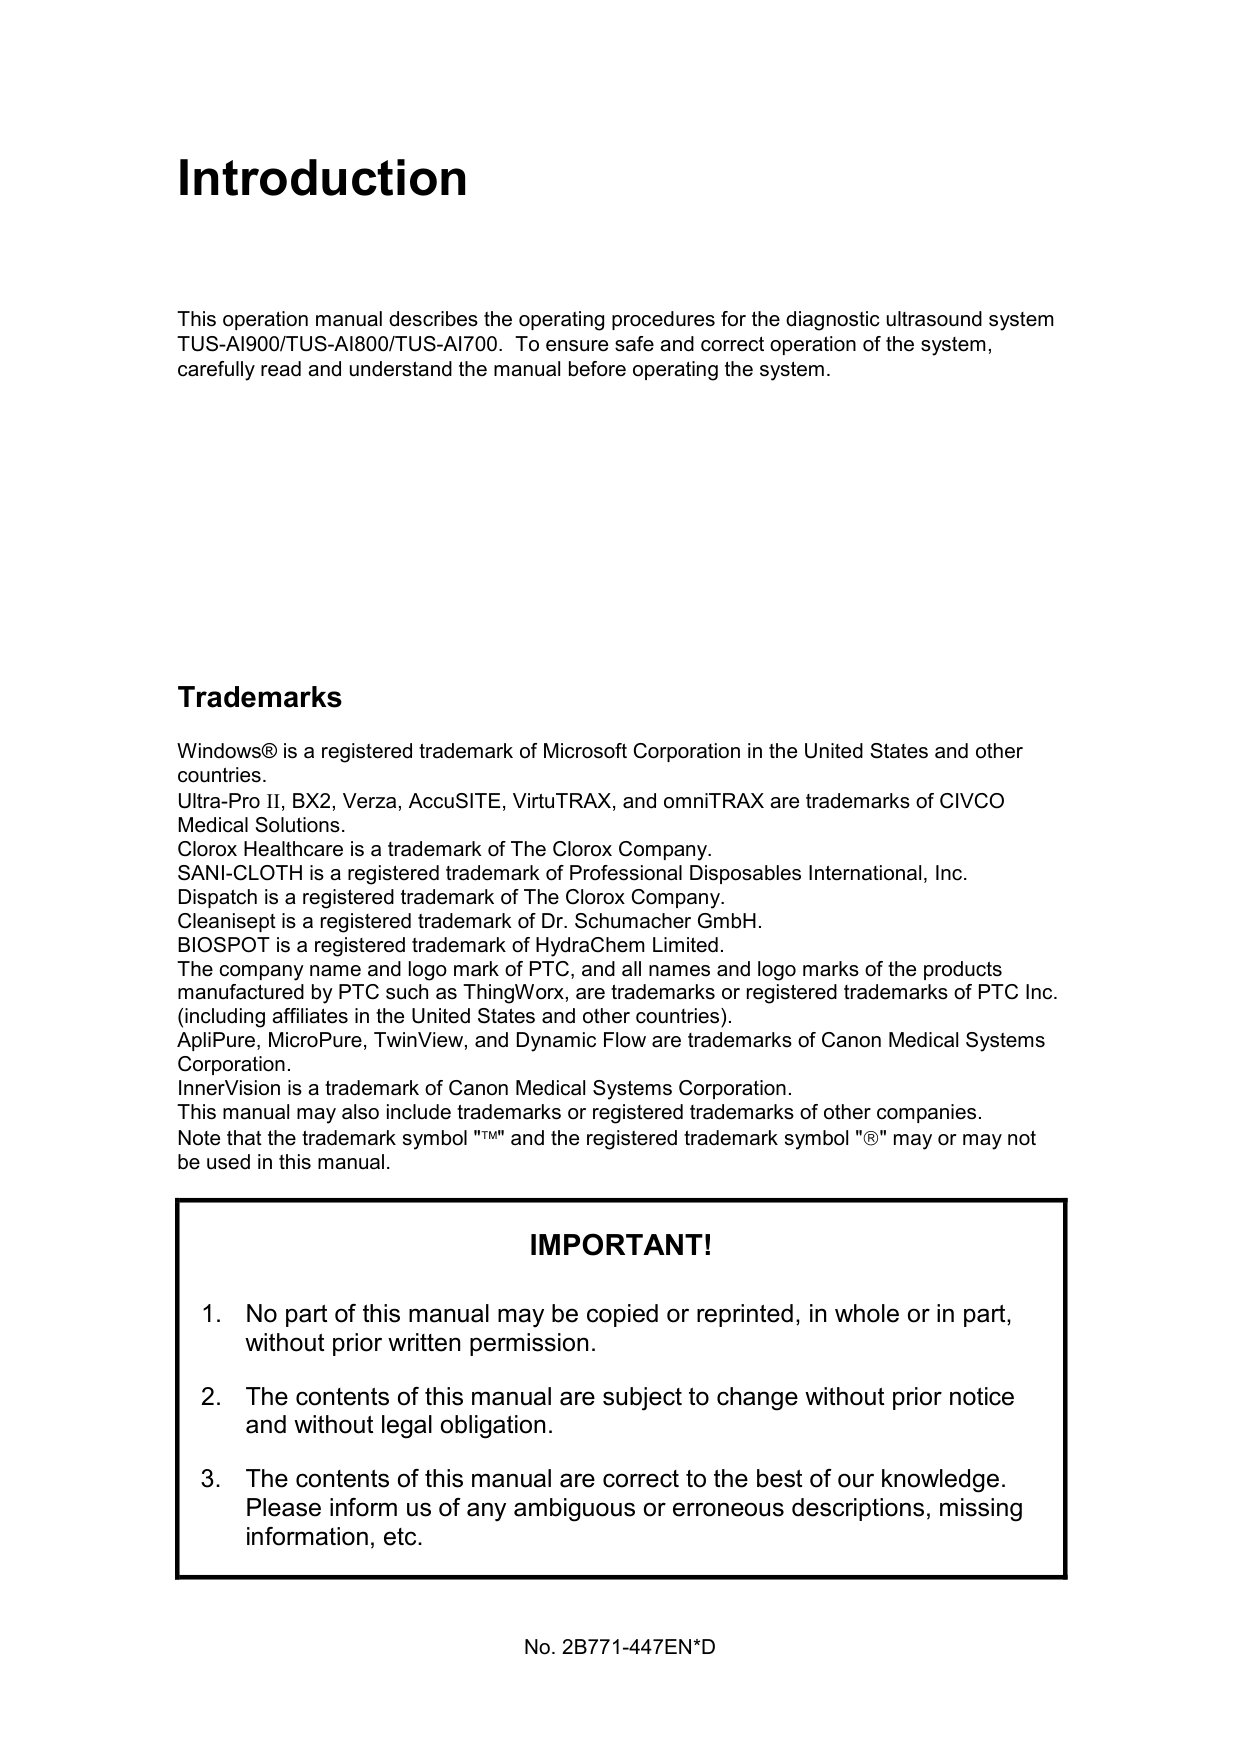 Introduction
This operation manual describes the operating procedures for the diagnostic ultrasound system
TUS-AI900/TUS-AI800/TUS-AI700.  To ensure safe and correct operation of the system,
carefully read and understand the manual before operating the system.
Trademarks
Windows® is a registered trademark of Microsoft Corporation in the United States and other
countries.
Ultra-Pro II, BX2, Verza, AccuSITE, VirtuTRAX, and omniTRAX are trademarks of CIVCO
Medical Solutions.
Clorox Healthcare is a trademark of The Clorox Company.
SANI-CLOTH is a registered trademark of Professional Disposables International, Inc.
Dispatch is a registered trademark of The Clorox Company.
Cleanisept is a registered trademark of Dr. Schumacher GmbH.
BIOSPOT is a registered trademark of HydraChem Limited.
The company name and logo mark of PTC, and all names and logo marks of the products
manufactured by PTC such as ThingWorx, are trademarks or registered trademarks of PTC Inc.
(including affiliates in the United States and other countries).
ApliPure, MicroPure, TwinView, and Dynamic Flow are trademarks of Canon Medical Systems
Corporation.
InnerVision is a trademark of Canon Medical Systems Corporation.
This manual may also include trademarks or registered trademarks of other companies.
Note that the trademark symbol "™" and the registered trademark symbol "®" may or may not
be used in this manual.
IMPORTANT!
1. No part of this manual may be copied or reprinted, in whole or in part,
without prior written permission.
2. The contents of this manual are subject to change without prior notice
and without legal obligation.
3. The contents of this manual are correct to the best of our knowledge.
Please inform us of any ambiguous or erroneous descriptions, missing
information, etc.
No. 2B771-447EN*D